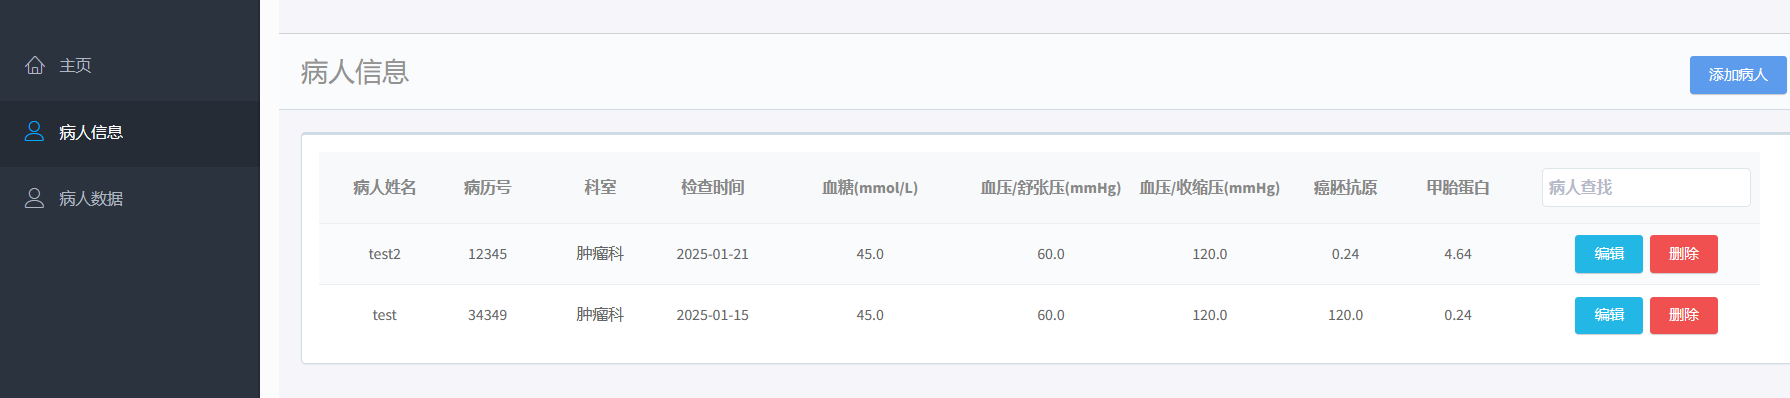 主页
病人信息
病人数据
病人信息
添加病人
病人姓名 病历号 科室 检查时间 血糖(mmol/L) 血压/舒张压(mmHg) 血压/收缩压(mmHg) 癌胚抗原 甲胎蛋白 病人查找
test2 12345 肿瘤科 2025-01-21 45.0 60.0 120.0 0.24 4.64 编辑 删除
test 34349 肿瘤科 2025-01-15 45.0 60.0 120.0 120.0 0.24 编辑 删除